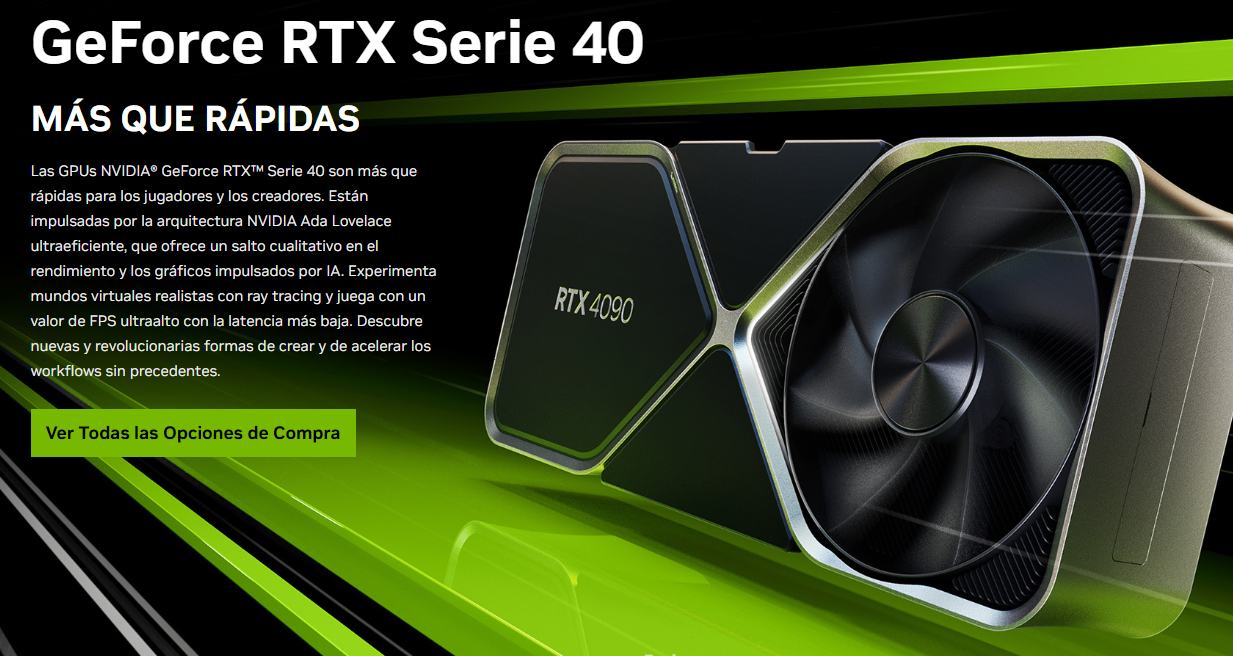 GeForce RTX Serie 40
MÁS QUE RÁPIDAS
Las GPUs NVIDIA® GeForce RTX™ Serie 40 son más que
rápidas para los jugadores y los creadores. Están
impulsadas por la arquitectura NVIDIA Ada Lovelace
ultraeficiente, que ofrece un salto cualitativo en el
rendimiento y los gráficos impulsados por IA. Experimenta
mundos virtuales realistas con ray tracing y juega con un
valor de FPS ultraalto con la latencia más baja. Descubre
nuevas y revolucionarias formas de crear y de acelerar los
workflows sin precedentes.
Ver Todas las Opciones de Compra
RTX 4090